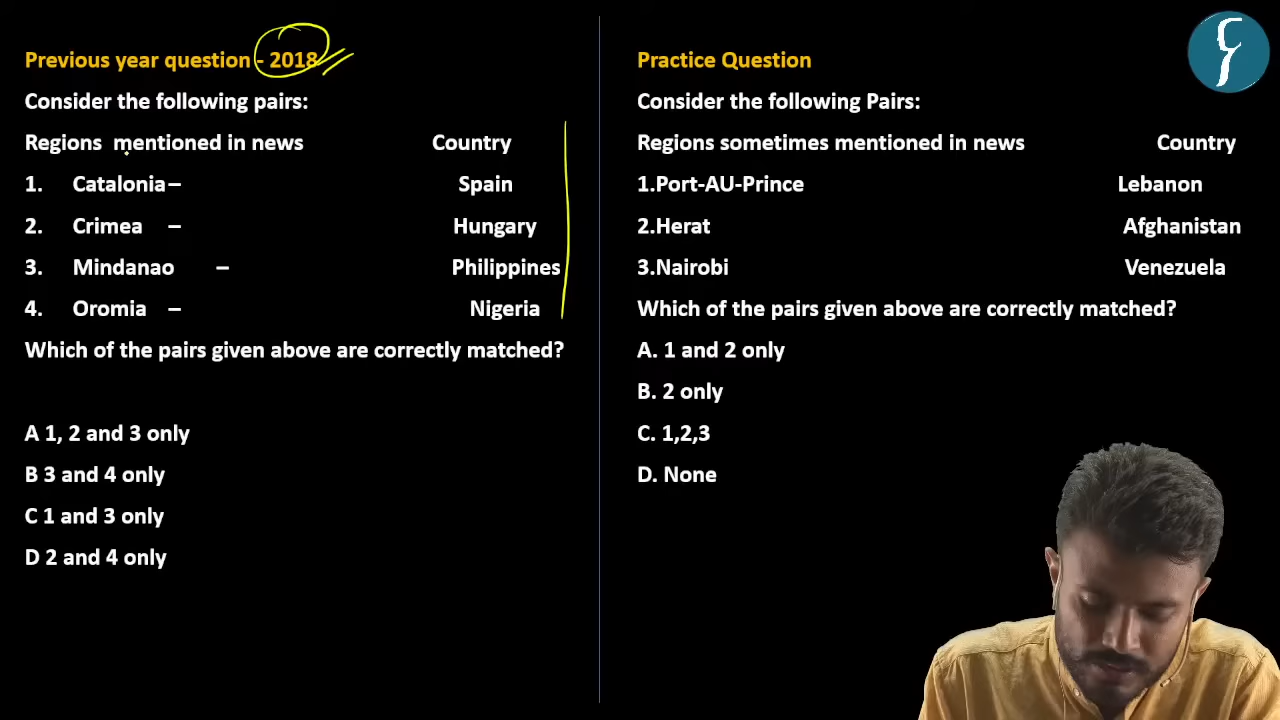 Previous year question - 2018
Consider the following pairs:
Regions mentioned in news Country
1. Catalonia – Spain
2. Crimea – Hungary
3. Mindanao – Philippines
4. Oromia – Nigeria
Which of the pairs given above are correctly matched?
A 1, 2 and 3 only
B 3 and 4 only
C 1 and 3 only
D 2 and 4 only
Practice Question
Consider the following Pairs:
Regions sometimes mentioned in news Country
1.Port-AU-Prince Lebanon
2.Herat Afghanistan
3.Nairobi Venezuela
Which of the pairs given above are correctly matched?
A. 1 and 2 only
B. 2 only
C. 1,2,3
D. None